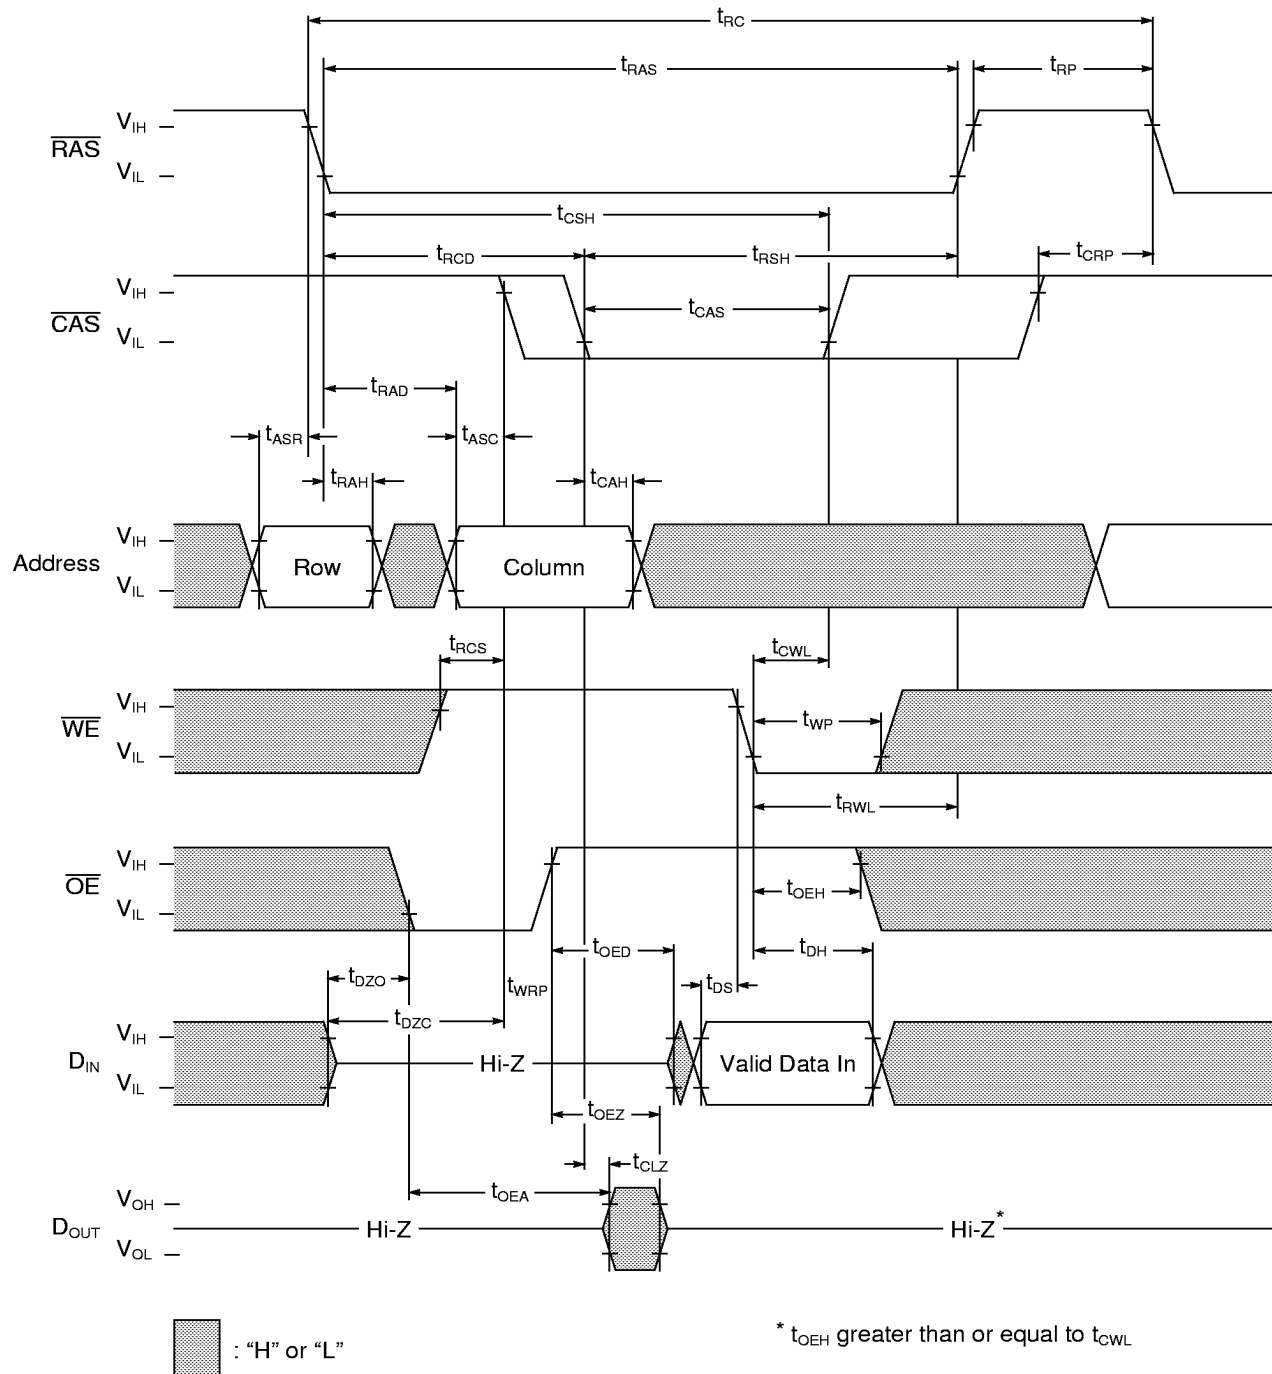 tRC
tRAS
tRP
VIH
RAS
VIL
tCSH
tRCD
tRSH
tCRP
VIH
CAS
tCAS
VIL
tRAD
tASR
tASC
tRAH
tCAH
VIH
Address
Row
Column
VIL
tRCS
tCWL
VIH
WE
tWP
VIL
tRWL
VIH
OE
tOEH
VIL
tOED
tDH
tDZO
tWRP
tDS
tDZC
VIH
DIN
Hi-Z
Valid Data In
VIL
tOEZ
tCLZ
tOEA
VOH
DOUT
Hi-Z
Hi-Z*
VOL
: “H” or “L”
* tOEH greater than or equal to tCWL